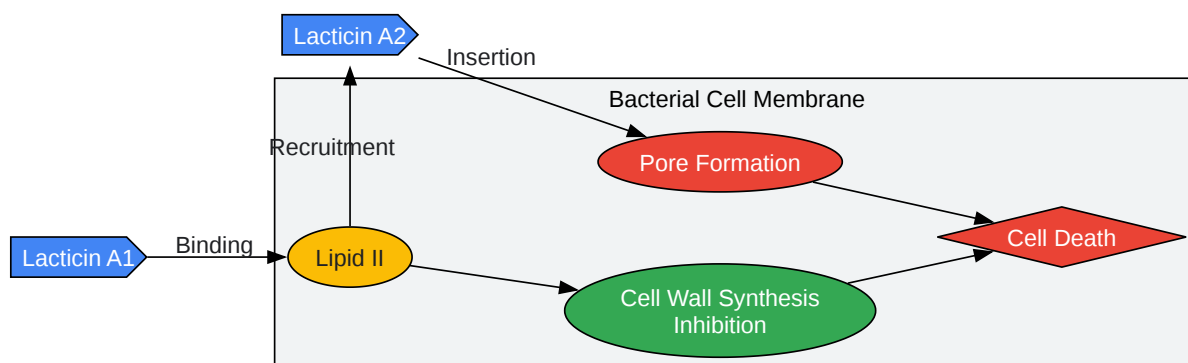 Lacticin A2
Insertion
Bacterial Cell Membrane
Recruitment
Pore Formation
Lacticin A1
Binding
Lipid II
Cell Death
Cell Wall Synthesis
Inhibition